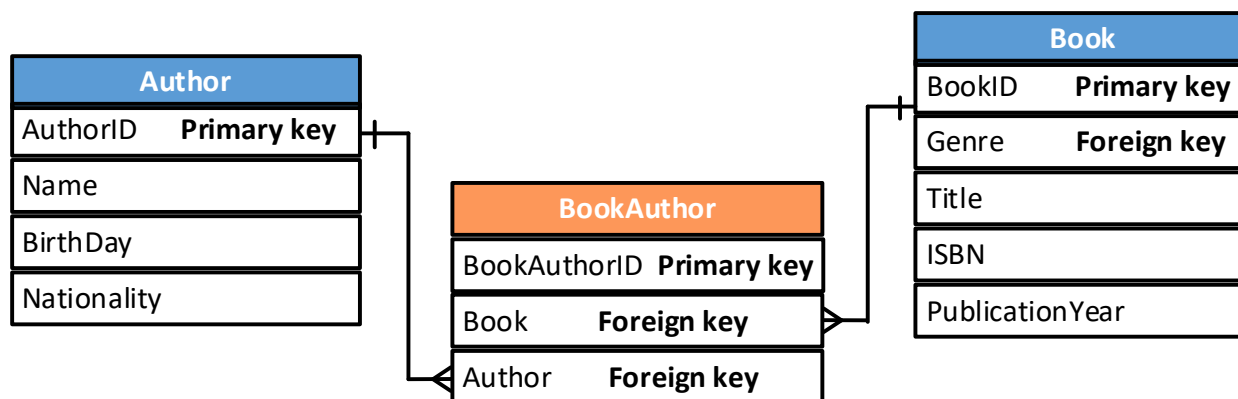 Author
AuthorID Primary key
Name
BirthDay
Nationality
BookAuthor
BookAuthorID Primary key
Book Foreign key
Author Foreign key
Book
BookID Primary key
Genre Foreign key
Title
ISBN
PublicationYear